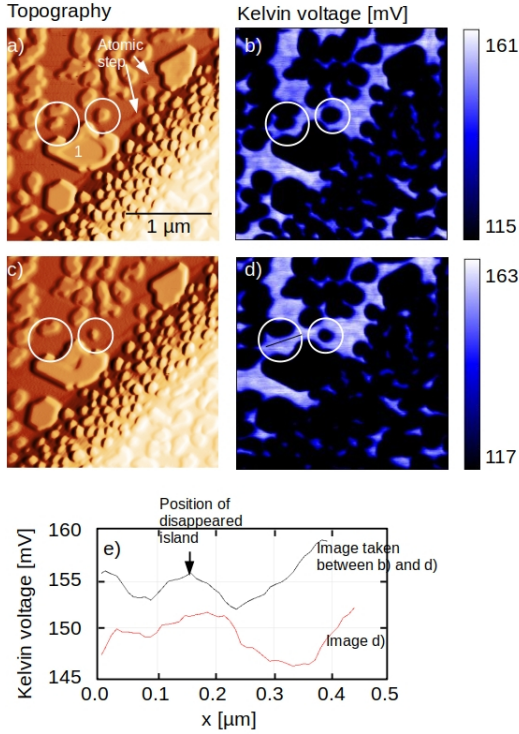 Topography
Kelvin voltage [mV]
a)
Atomic
step
1
1 µm
b)
161
115
c)
d)
163
117
Position of
disappeared
island
Kelvin voltage [mV]
160
155
150
145
e)
Image taken
between b) and d)
Image d)
0.0
0.1
0.2
0.3
0.4
0.5
x [µm]